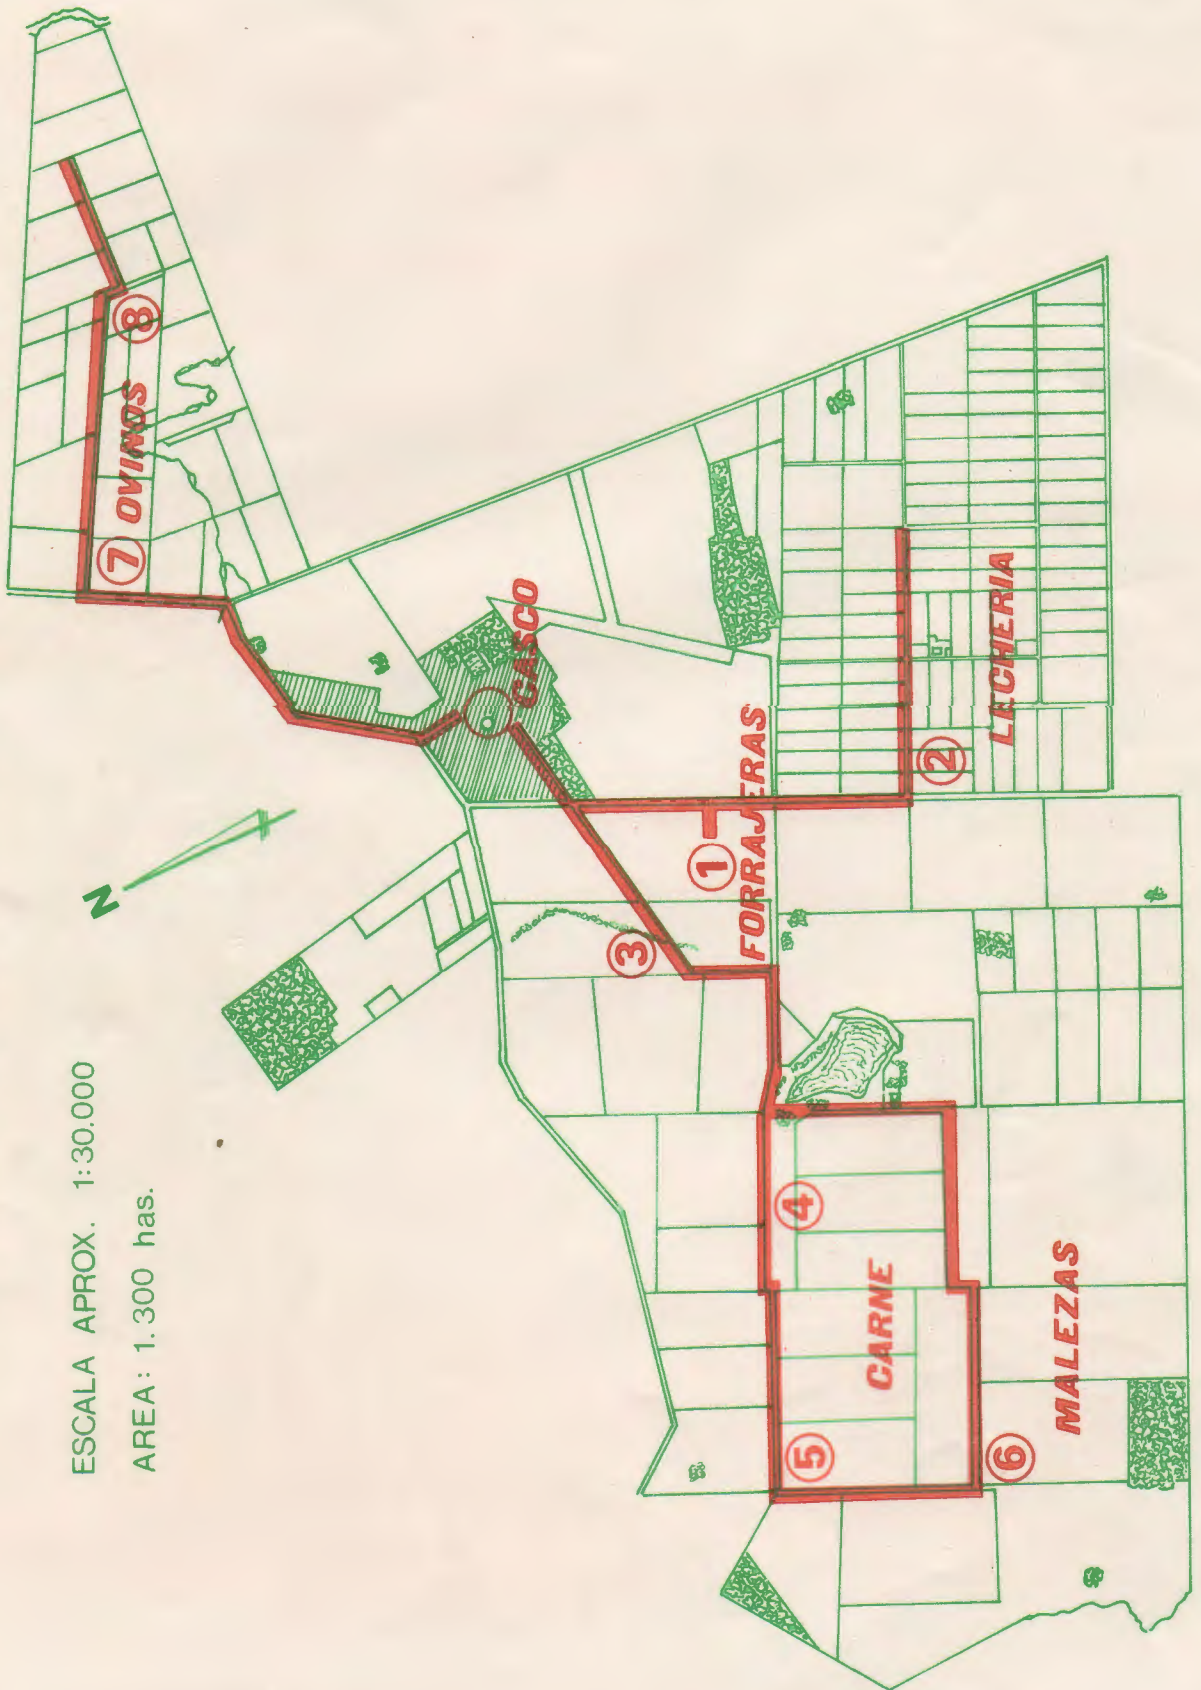 ESCALA APROX. 1:30.000
AREA: 1.300 has.
N
7 OVINOS 8
CASCO
1
FORRAJERAS
2
LECHERIA
3
4
CARNE
5
6
MALEZAS